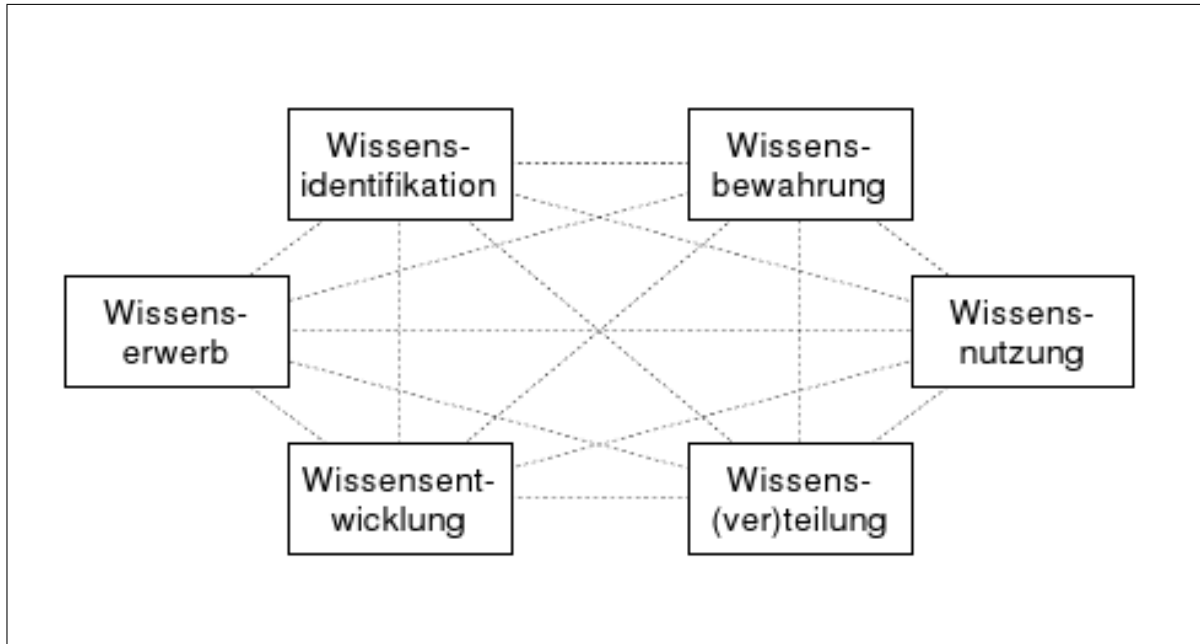 Wissens-
identifikation
Wissens-
bewahrung
Wissens-
erwerb
Wissens-
nutzung
Wissensent-
wicklung
Wissens-
(ver)teilung